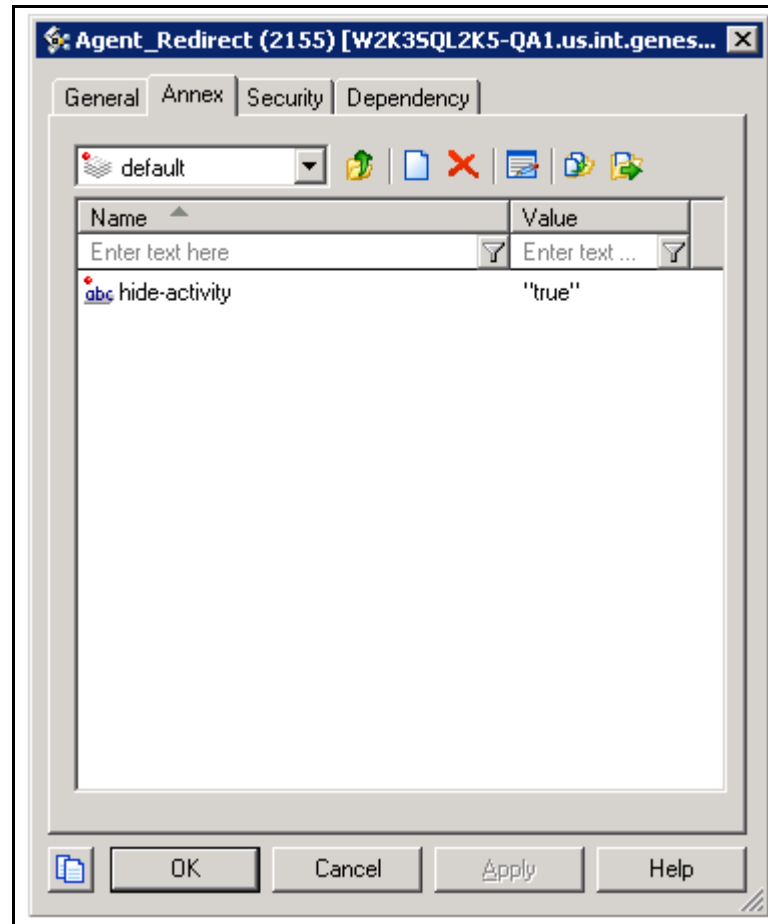 Agent_Redirect (2155) [W2K3SQL2K5-QA1.us.int.genes...
General Annex Security Dependency
default
Name Value
Enter text here Enter text ...
abc hide-activity "true"
OK Cancel Apply Help